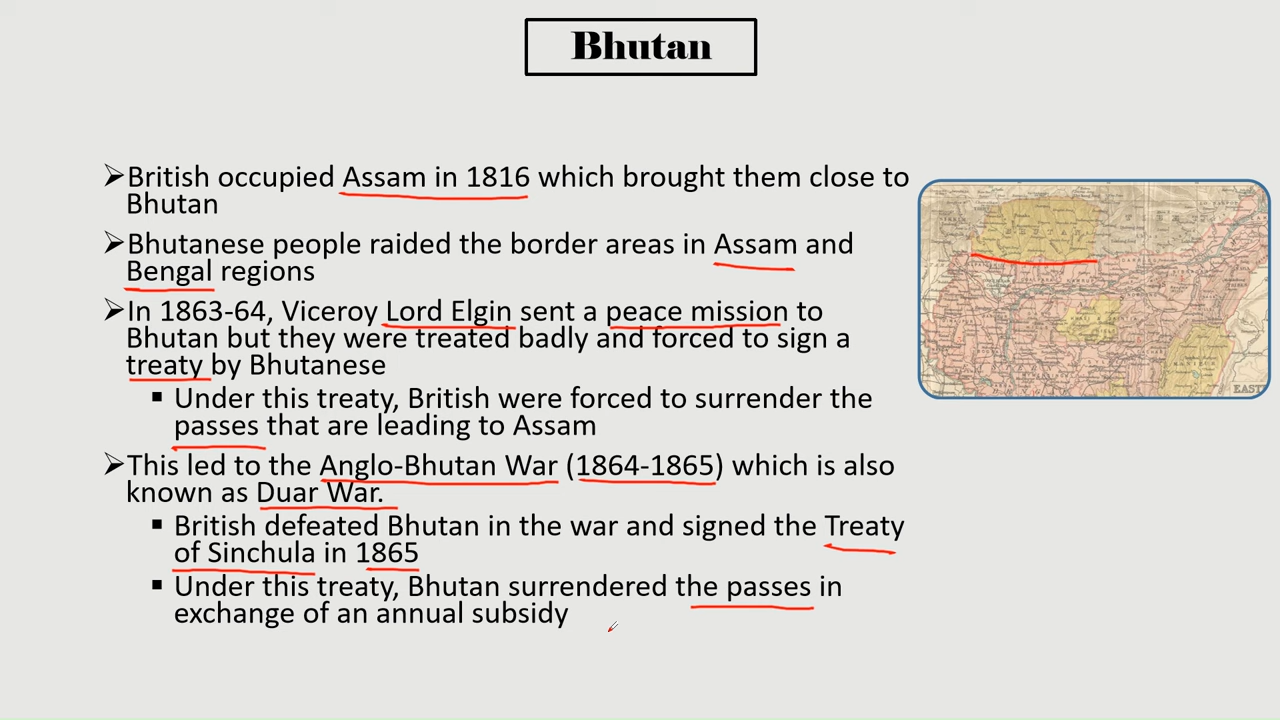 Bhutan
➢British occupied Assam in 1816 which brought them close to
Bhutan
➢Bhutanese people raided the border areas in Assam and
Bengal regions
➢In 1863-64, Viceroy Lord Elgin sent a peace mission to
Bhutan but they were treated badly and forced to sign a
treaty by Bhutanese
▪ Under this treaty, British were forced to surrender the
passes that are leading to Assam
➢This led to the Anglo-Bhutan War (1864-1865) which is also
known as Duar War.
▪ British defeated Bhutan in the war and signed the Treaty
of Sinchula in 1865
▪ Under this treaty, Bhutan surrendered the passes in
exchange of an annual subsidy